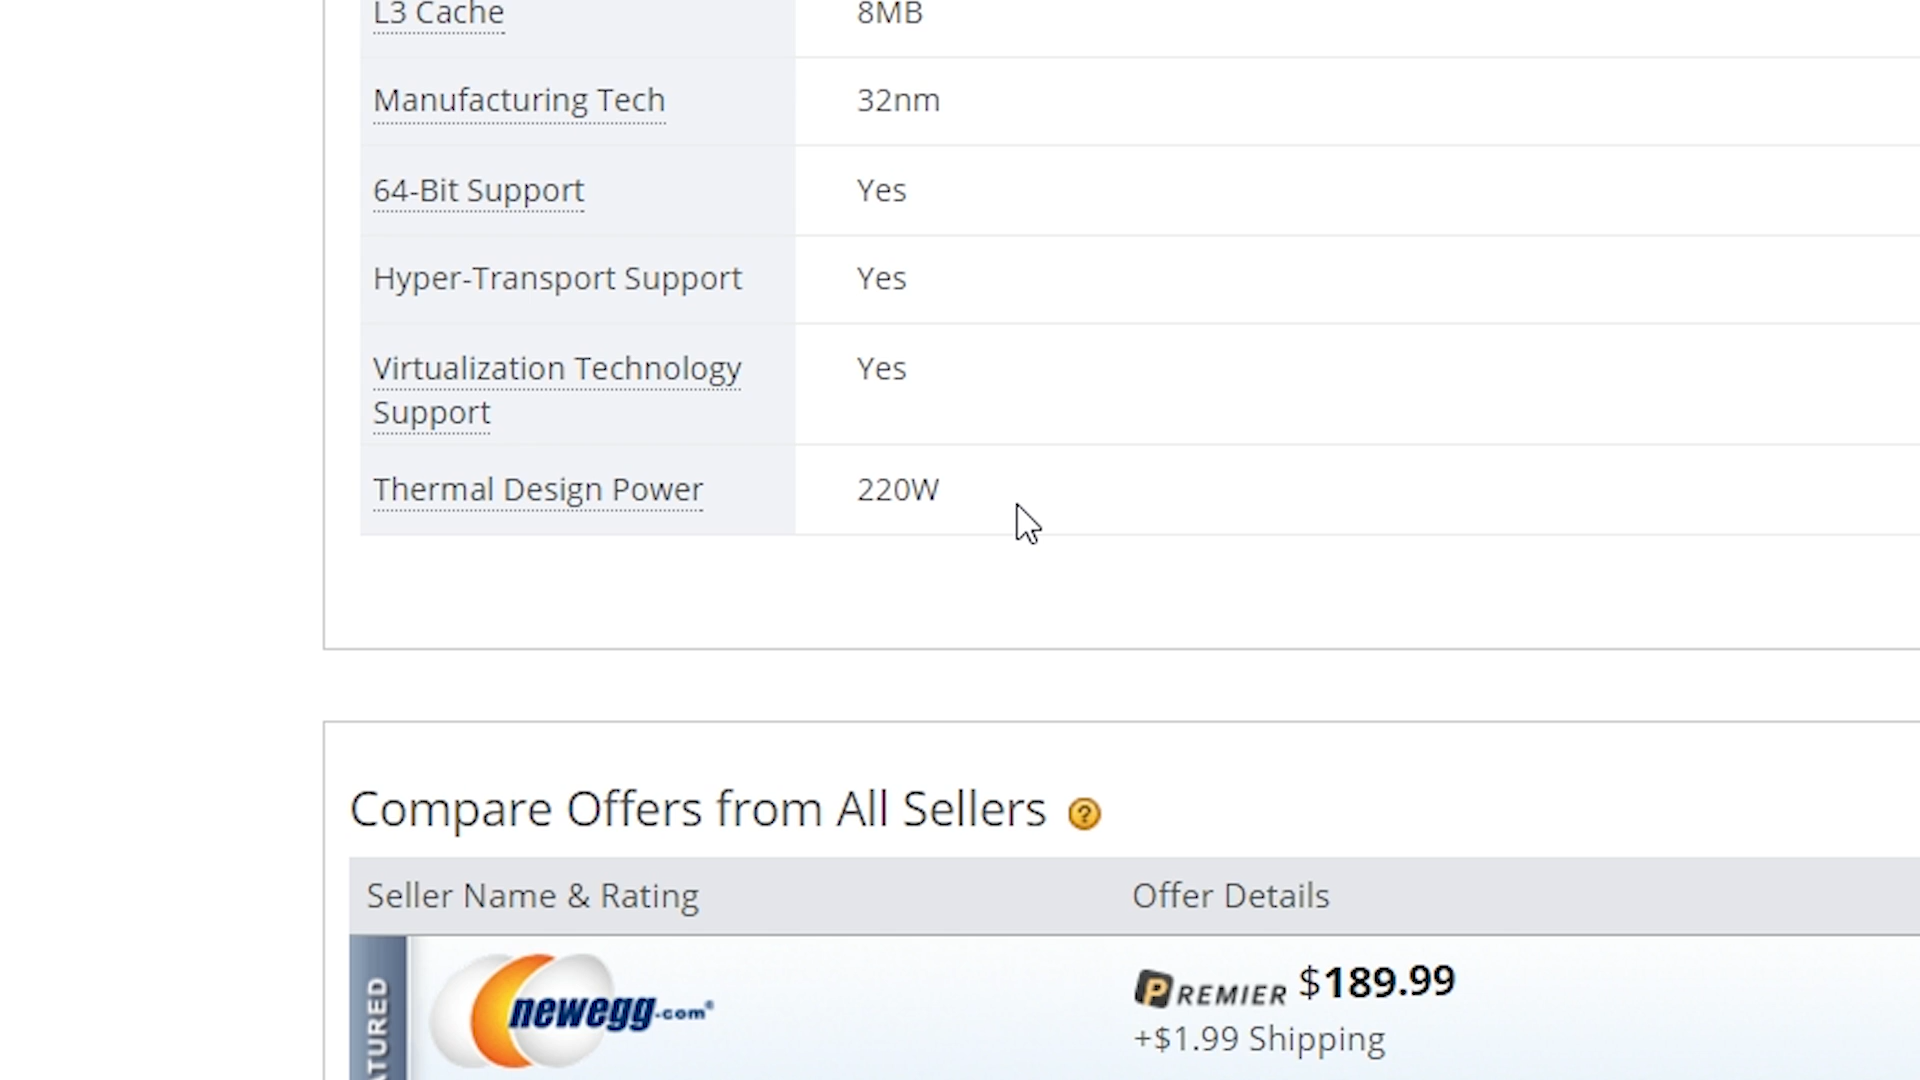 L3 Cache 8MB
Manufacturing Tech 32nm
64-Bit Support Yes
Hyper-Transport Support Yes
Virtualization Technology Yes
Support
Thermal Design Power 220W
Compare Offers from All Sellers ?
Seller Name & Rating Offer Details
ATURED
newegg.com®
PREMIER $189.99
+$1.99 Shipping